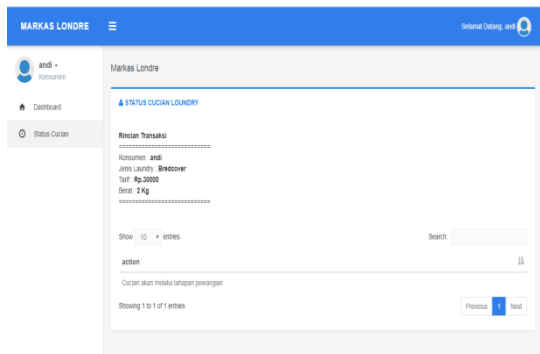 MARKAS LONDRE
Selamat Datang, andi
andi
Konsumen
Dashboard
Status Cucian
Markas Londre
STATUS CUCIAN LOUNDRY
Rincian Transaksi
============================
Konsumen : andi
Jenis Laundry : Bredcover
Tarif : Rp.30000
Berat : 2 Kg
============================
Show 10 entries
Search:
action
Cucian akan melalui tahapan pewangian
Showing 1 to 1 of 1 entries
Previous 1 Next